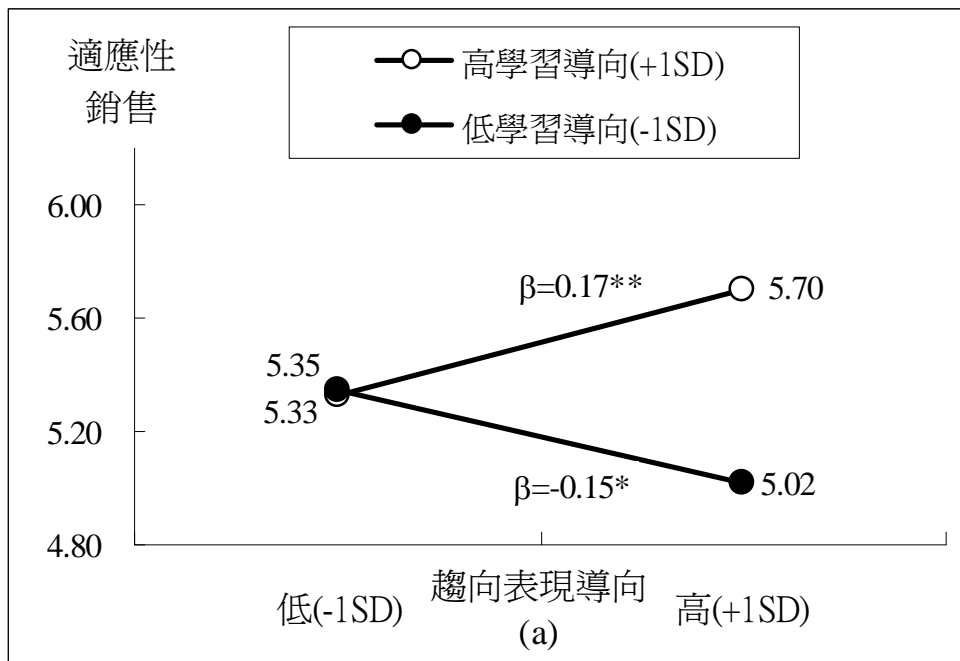 適應性
銷售
高學習導向(+1SD)
低學習導向(-1SD)
6.00
5.60
5.20
4.80
β=0.17**
5.70
5.35
5.33
β=-0.15*
5.02
低(-1SD)
趨向表現導向
高(+1SD)
(a)